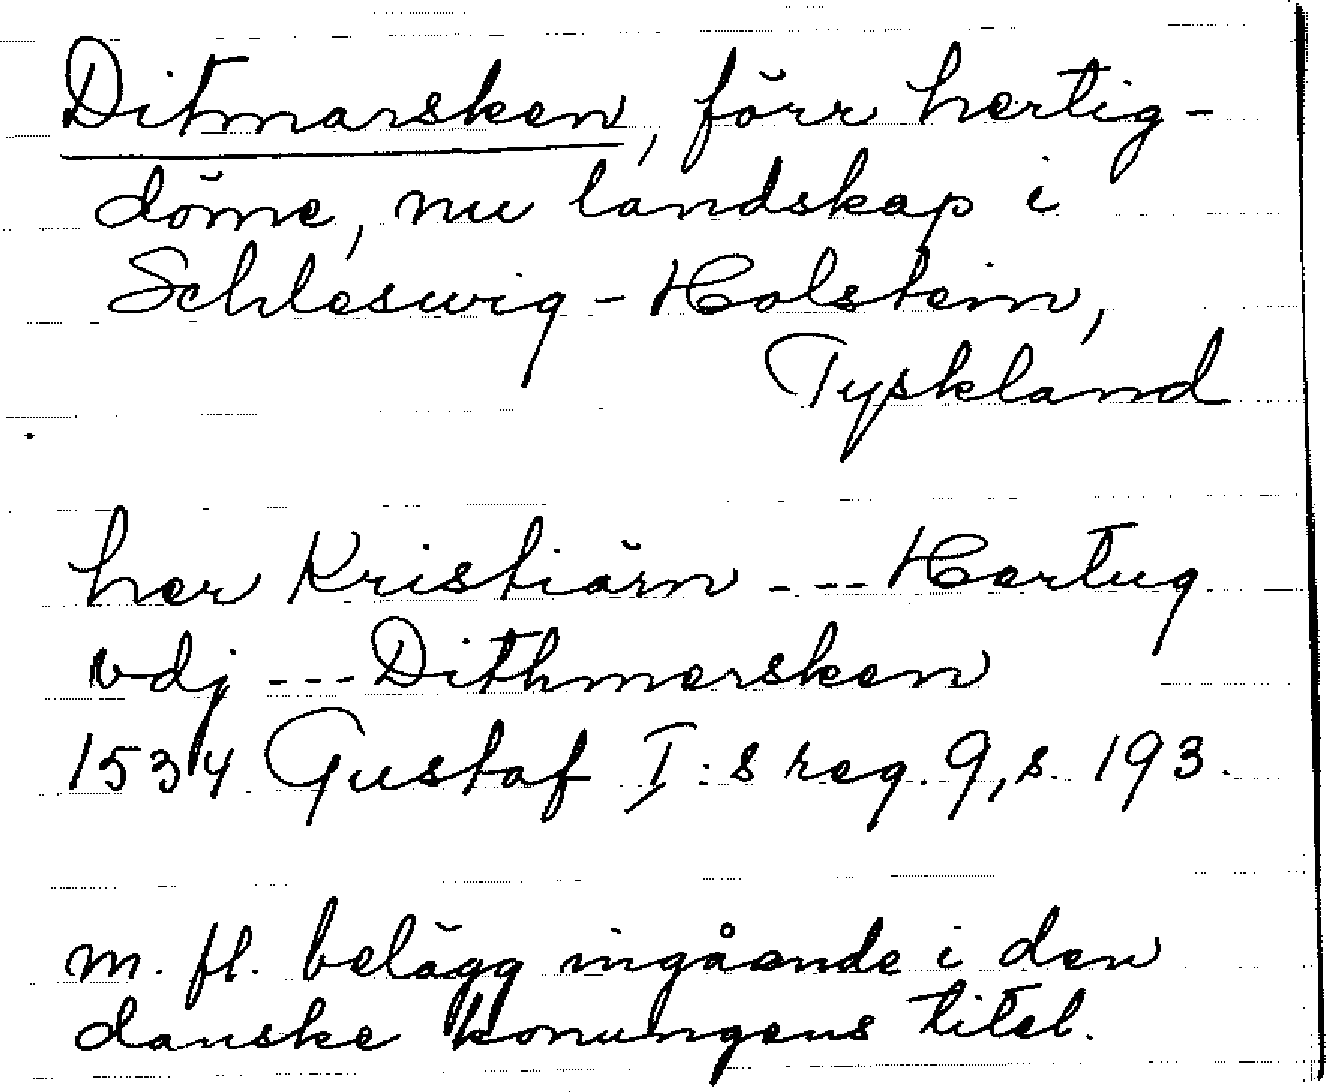 Ditmarsken, förr hertig-
döme, nu landskap i
Schleswig-Holstein,
Tyskland
her Kristiärn --- Hertug
vdj --- Dithmersken
1534 Gustaf I:s reg. 9, s. 193.
m. fl. belägg ingående i den
danske konungens titel.